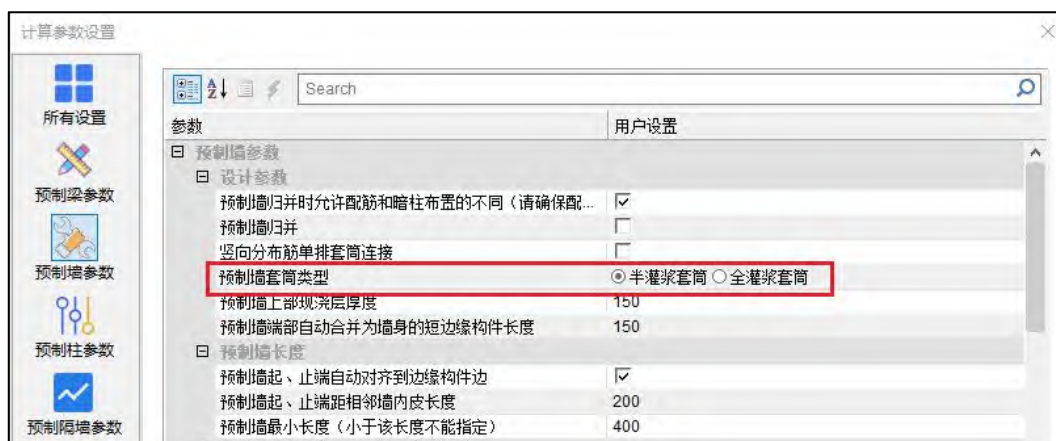 计算参数设置
所有设置
预制梁参数
预制墙参数
预制柱参数
预制隔墙参数
Search
参数 用户设置
预制墙参数
设计参数
预制墙归并时允许配筋和暗柱布置的不同（请确保配...
预制墙归并
竖向分布筋单排套筒连接
预制墙套筒类型 半灌浆套筒 全灌浆套筒
预制墙上部现浇层厚度 150
预制墙端部自动合并为墙身的短边缘构件长度 150
预制墙长度
预制墙起、止端自动对齐到边缘构件边
预制墙起、止端距相邻墙内皮长度 200
预制墙最小长度（小于该长度不能指定） 400